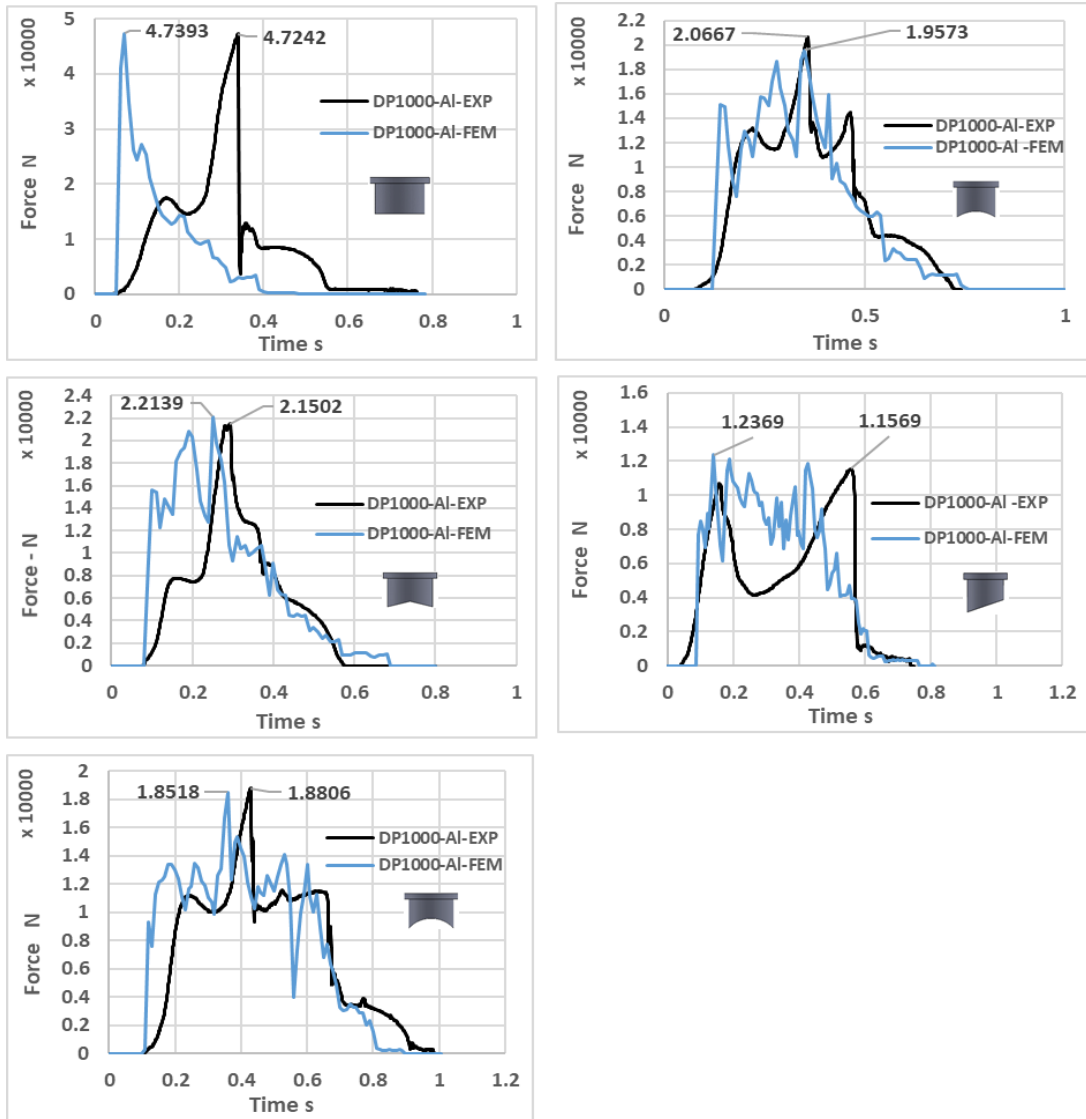 x 10000
Force N
5
4
3
2
1
0
4.7393
4.7242
DP1000-Al-EXP
DP1000-Al-FEM
0 0.2 0.4 0.6 0.8 1
Time s
x 10000
Force N
2.2
2
1.8
1.6
1.4
1.2
1
0.8
0.6
0.4
0.2
0
2.0667
1.9573
DP1000-Al-EXP
DP1000-Al -FEM
0 0.5 1
Time s
x 10000
Force - N
2.4
2.2
2
1.8
1.6
1.4
1.2
1
0.8
0.6
0.4
0.2
0
2.2139
2.1502
DP1000-Al-EXP
DP1000-Al-FEM
0 0.2 0.4 0.6 0.8 1
Time s
x 10000
Force N
1.6
1.4
1.2
1
0.8
0.6
0.4
0.2
0
1.2369
1.1569
DP1000-Al -EXP
DP1000-Al-FEM
0 0.2 0.4 0.6 0.8 1 1.2
Time s
x 10000
Force N
2
1.8
1.6
1.4
1.2
1
0.8
0.6
0.4
0.2
0
1.8518
1.8806
DP1000-Al-EXP
DP1000-Al-FEM
0 0.2 0.4 0.6 0.8 1 1.2
Time s